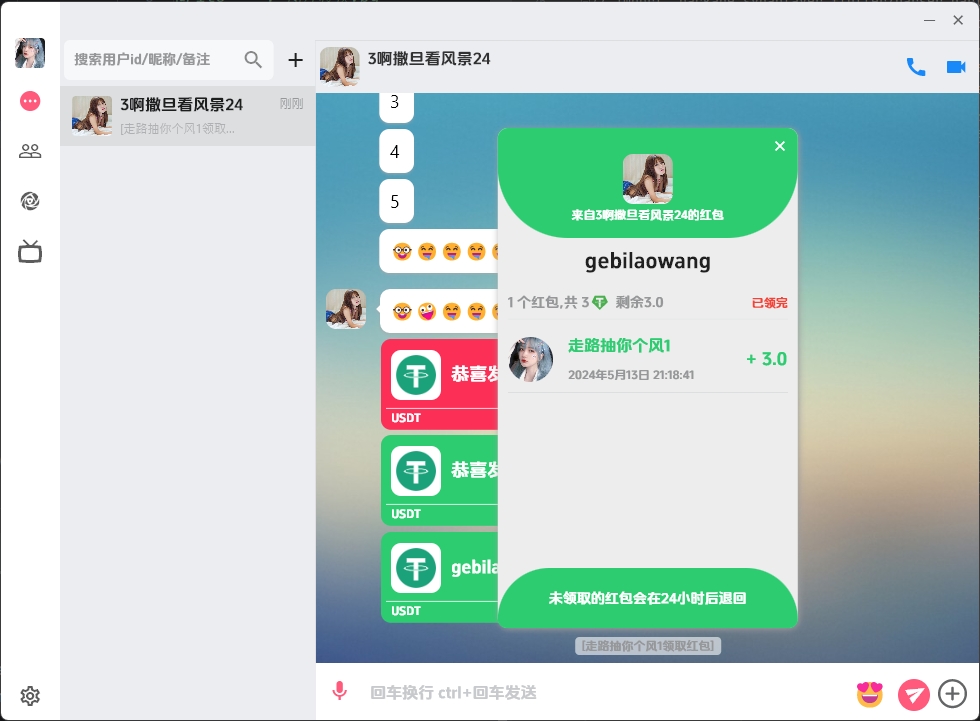 搜索用户id/昵称/备注
3啊撒旦看风景24
刚刚
[走路抽你个风1领取...
3啊撒旦看风景24
3
4
5
恭喜发
USDT
恭喜发
USDT
gebila
USDT
来自3啊撒旦看风景24的红包
gebilaowang
1 个红包,共 3 剩余3.0
已领完
走路抽你个风1
2024年5月13日 21:18:41
+ 3.0
未领取的红包会在24小时后退回
[走路抽你个风1领取红包]
回车换行 ctrl+回车发送